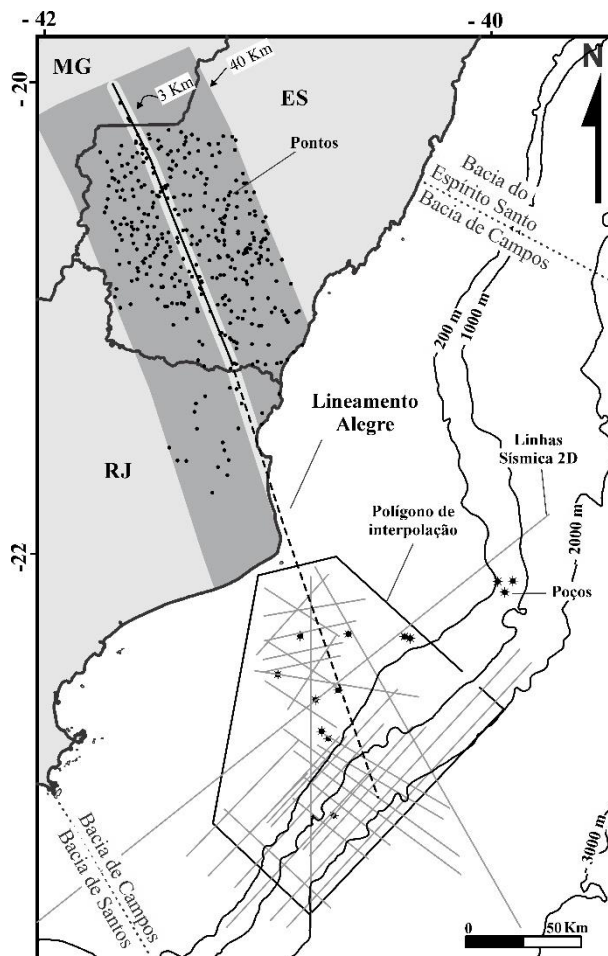 - 42
- 40
- 20
MG
3 Km
40 Km
ES
N
Pontos
Bacia do
Espírito Santo
Bacia de Campos
200 m
1000 m
Lineamento
Alegre
Linhas
Sísmica 2D
RJ
2000 m
Polígono de
interpolação
- 22
Poços
Bacia de Campos
Bacia de Santos
3000 m
0 50 Km